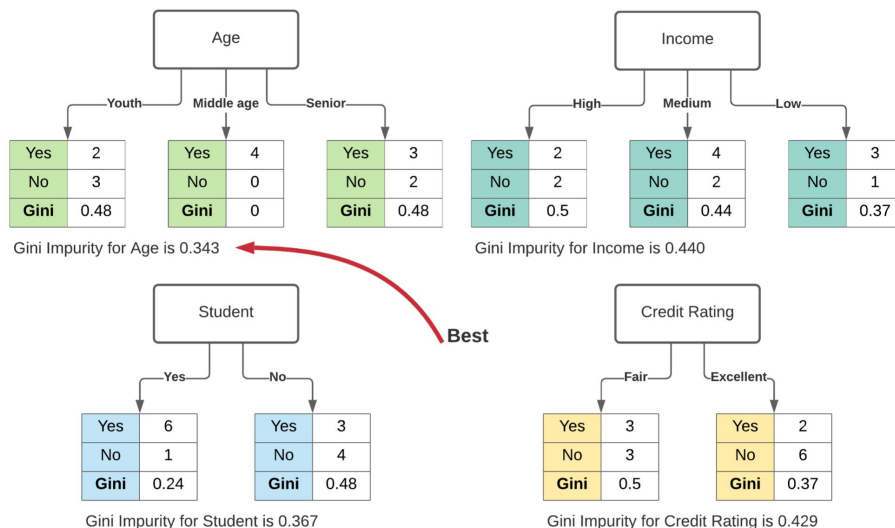 Age
Youth Middle age Senior
Yes 2
No 3
Gini 0.48
Yes 4
No 0
Gini 0
Yes 3
No 2
Gini 0.48
Gini Impurity for Age is 0.343
Income
High Medium Low
Yes 2
No 2
Gini 0.5
Yes 4
No 2
Gini 0.44
Yes 3
No 1
Gini 0.37
Gini Impurity for Income is 0.440
Best
Student
Yes No
Yes 6
No 1
Gini 0.24
Yes 3
No 4
Gini 0.48
Gini Impurity for Student is 0.367
Credit Rating
Fair Excellent
Yes 3
No 3
Gini 0.5
Yes 2
No 6
Gini 0.37
Gini Impurity for Credit Rating is 0.429